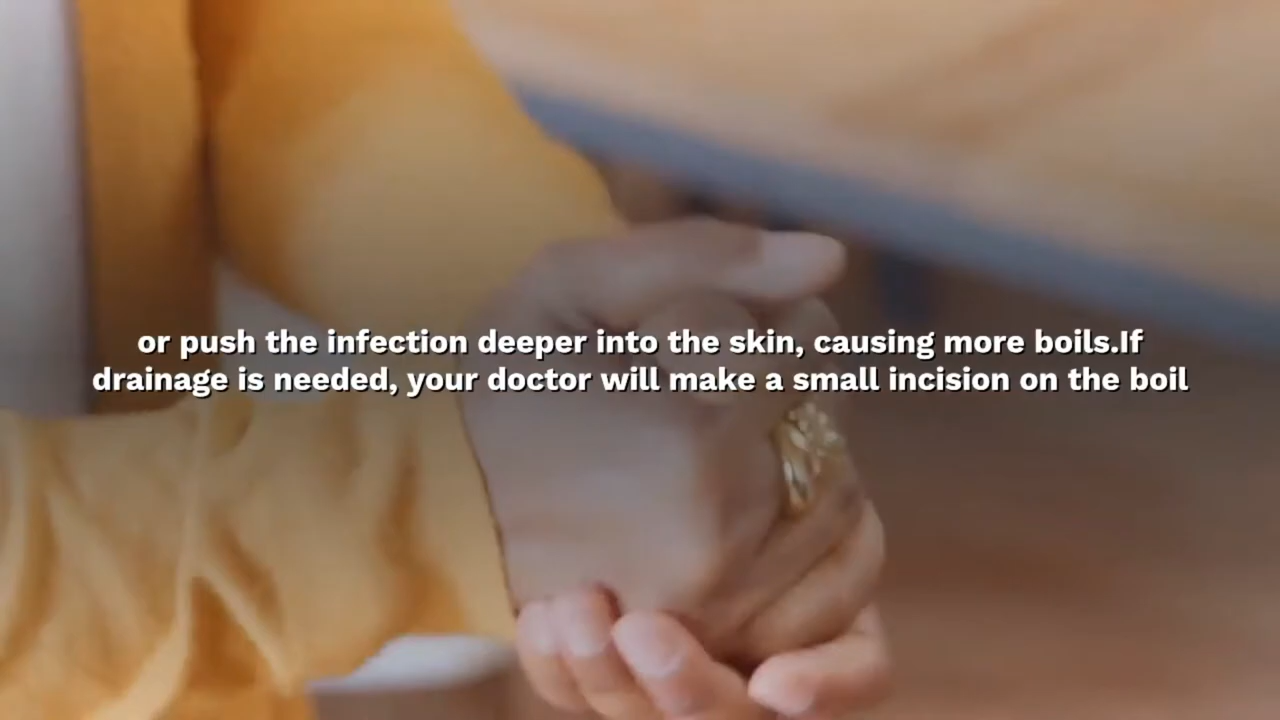 or push the infection deeper into the skin, causing more boils.If
drainage is needed, your doctor will make a small incision on the boil